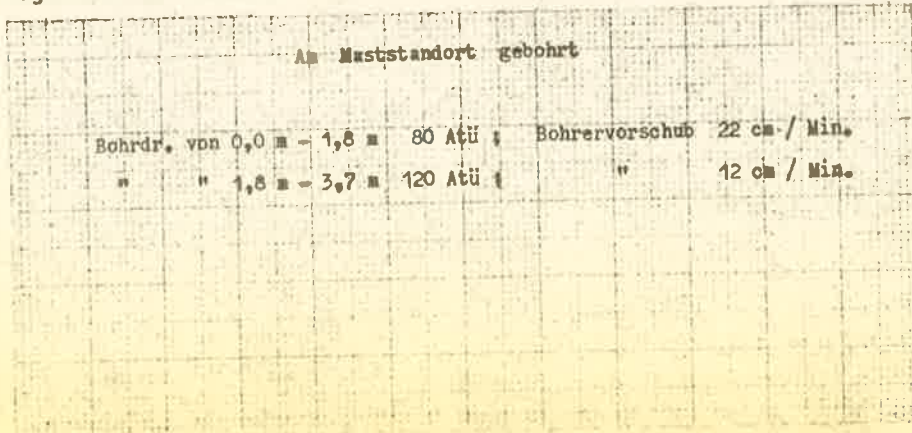 Am Maststandort gebohrt
Bohrdr. von 0,0 m - 1,8 m 80 Atü ; Bohrervorschub 22 cm / Min.
" " 1,8 m - 3,7 m 120 Atü ; " 12 cm / Min.